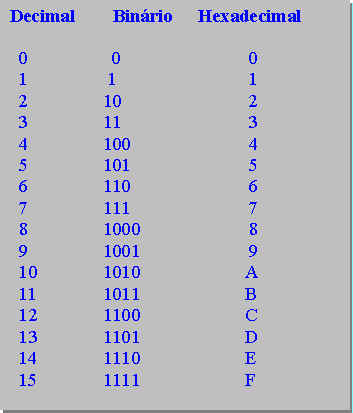 Decimal Binário Hexadecimal
0 0 0
1 1 1
2 10 2
3 11 3
4 100 4
5 101 5
6 110 6
7 111 7
8 1000 8
9 1001 9
10 1010 A
11 1011 B
12 1100 C
13 1101 D
14 1110 E
15 1111 F